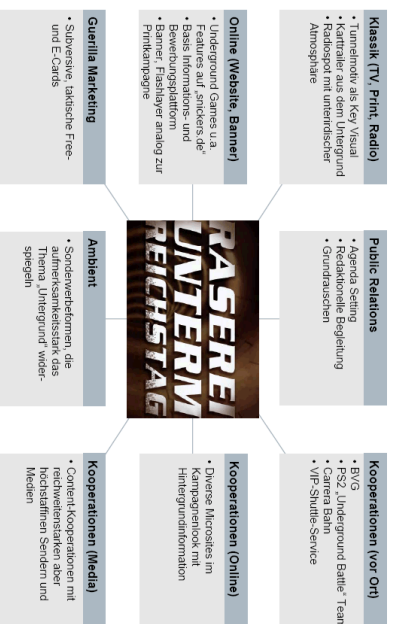 Klassik (TV, Print, Radio)
• Tunnelmotiv als Key Visual
• Karttrailer aus dem Untergrund
• Radiospot mit unterirdischer
Atmosphäre
Public Relations
• Agenda Setting
• Redaktionelle Begleitung
• Grundrauschen
Kooperationen (vor Ort)
• BVG
• PS2 „Underground Battle“ Team
• Carrera Bahn
• VIP-Shuttle-Service
Online (Website, Banner)
• Underground Games u.a.
Features auf „snickers.de“
• Basis Informations- und
Bewerbungsplattform
• Banner, Flashlayer analog zur
Printkampagne
RASEREI
UNTERM
REICHSTAG
Kooperationen (Online)
• Diverse Microsites im
Kampagnenlook mit
Hintergrundinformation
Guerilla Marketing
• Subversive, taktische Free-
und E-Cards
Ambient
• Sonderwerbeformen, die
aufmerksamkeitsstark das
Thema „Untergrund“ wider-
spiegeln
Kooperationen (Media)
• Content-Kooperationen mit
reichweitenstarken aber
höchstaffinen Sendern und
Medien